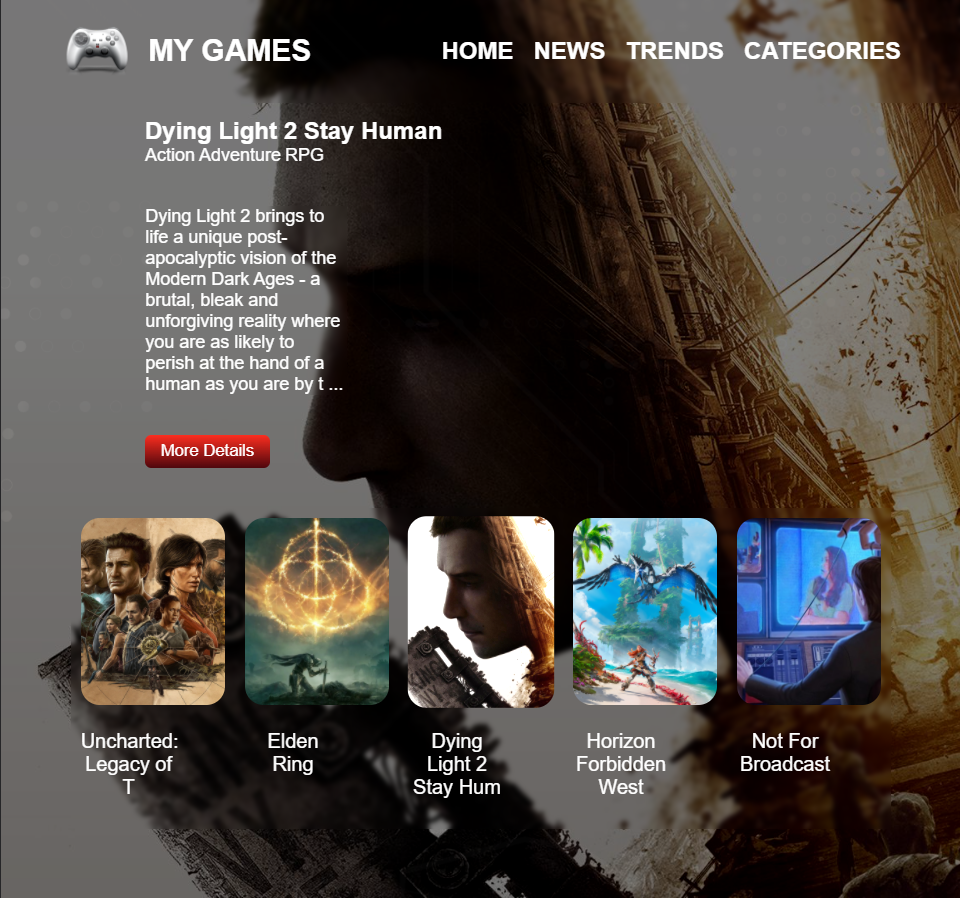 MY GAMES
HOME NEWS TRENDS CATEGORIES
Dying Light 2 Stay Human
Action Adventure RPG
Dying Light 2 brings to
life a unique post-
apocalyptic vision of the
Modern Dark Ages - a
brutal, bleak and
unforgiving reality where
you are as likely to
perish at the hand of a
human as you are by t ...
More Details
Uncharted:
Legacy of
T
Elden
Ring
Dying
Light 2
Stay Hum
Horizon
Forbidden
West
Not For
Broadcast